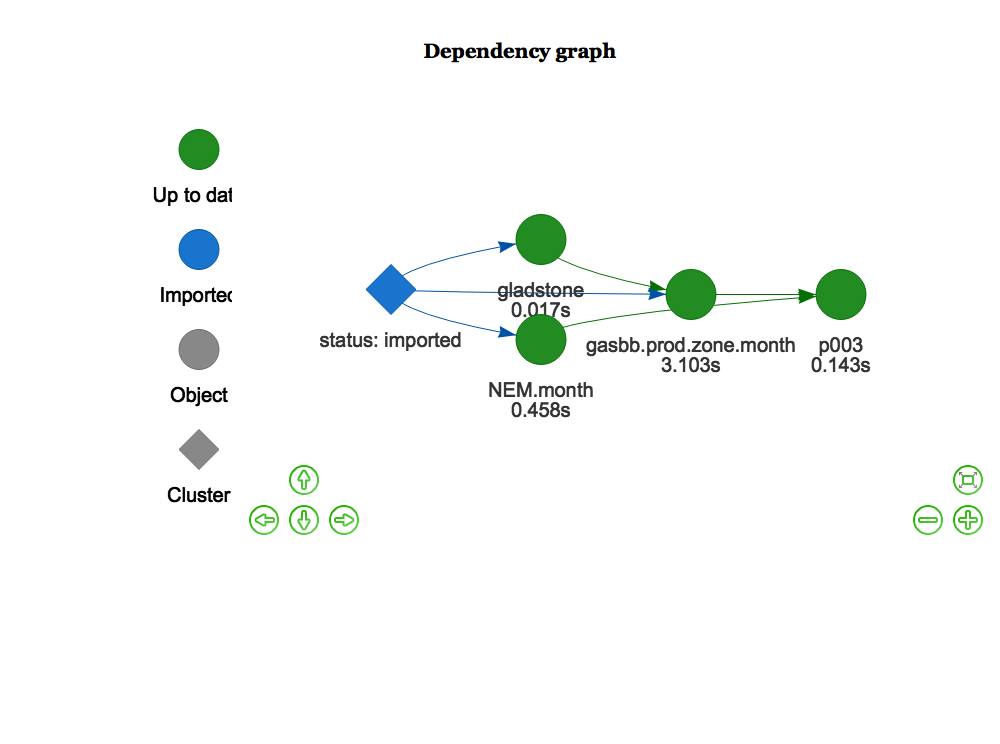 Dependency graph
Up to dat
Imported
Object
Cluster
status: imported
gladstone
0.017s
NEM.month
0.458s
gasbb.prod.zone.month
3.103s
p003
0.143s